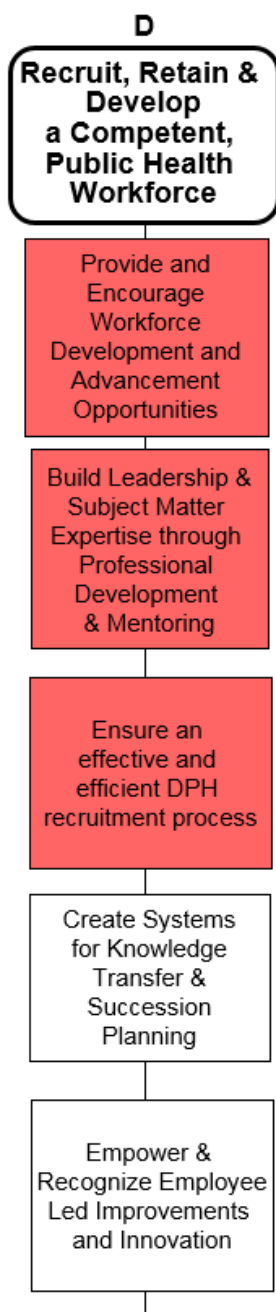 D
Recruit, Retain &
Develop
a Competent,
Public Health
Workforce
Provide and
Encourage
Workforce
Development and
Advancement
Opportunities
Build Leadership &
Subject Matter
Expertise through
Professional
Development
& Mentoring
Ensure an
effective and
efficient DPH
recruitment process
Create Systems
for Knowledge
Transfer &
Succession
Planning
Empower &
Recognize Employee
Led Improvements
and Innovation